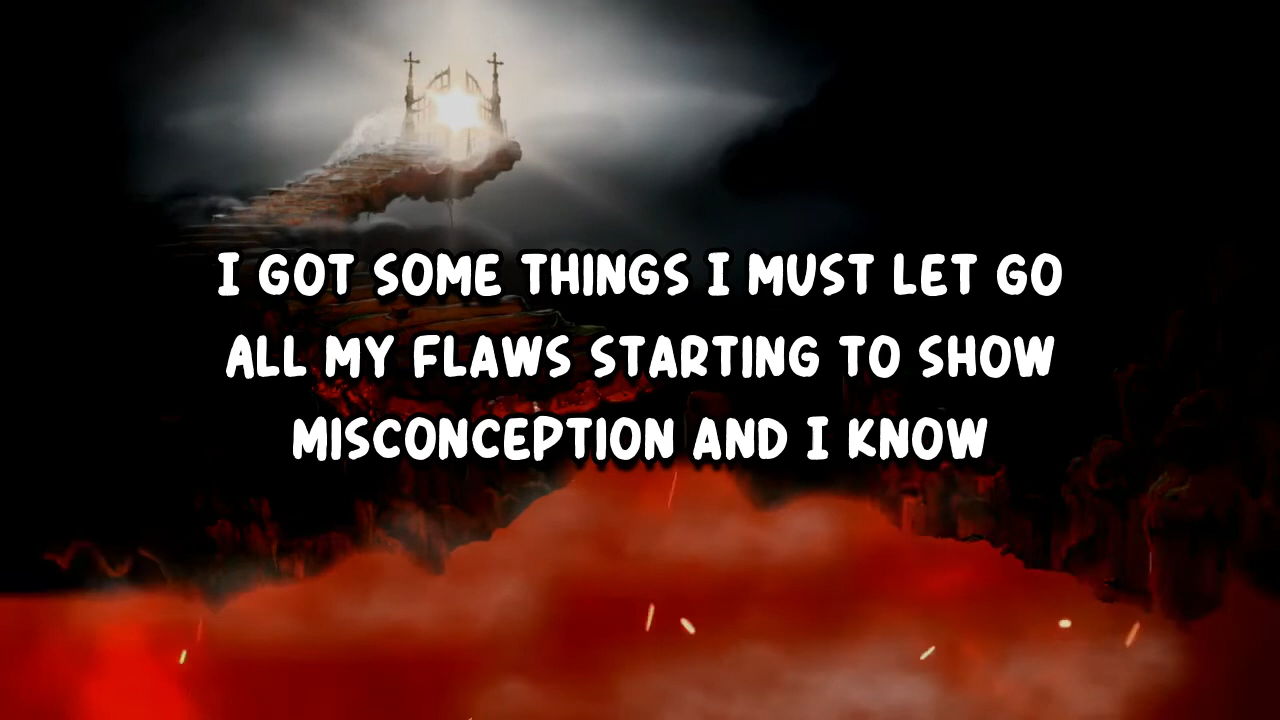 I GOT SOME THINGS I MUST LET GO
ALL MY FLAWS STARTING TO SHOW
MISCONCEPTION AND I KNOW